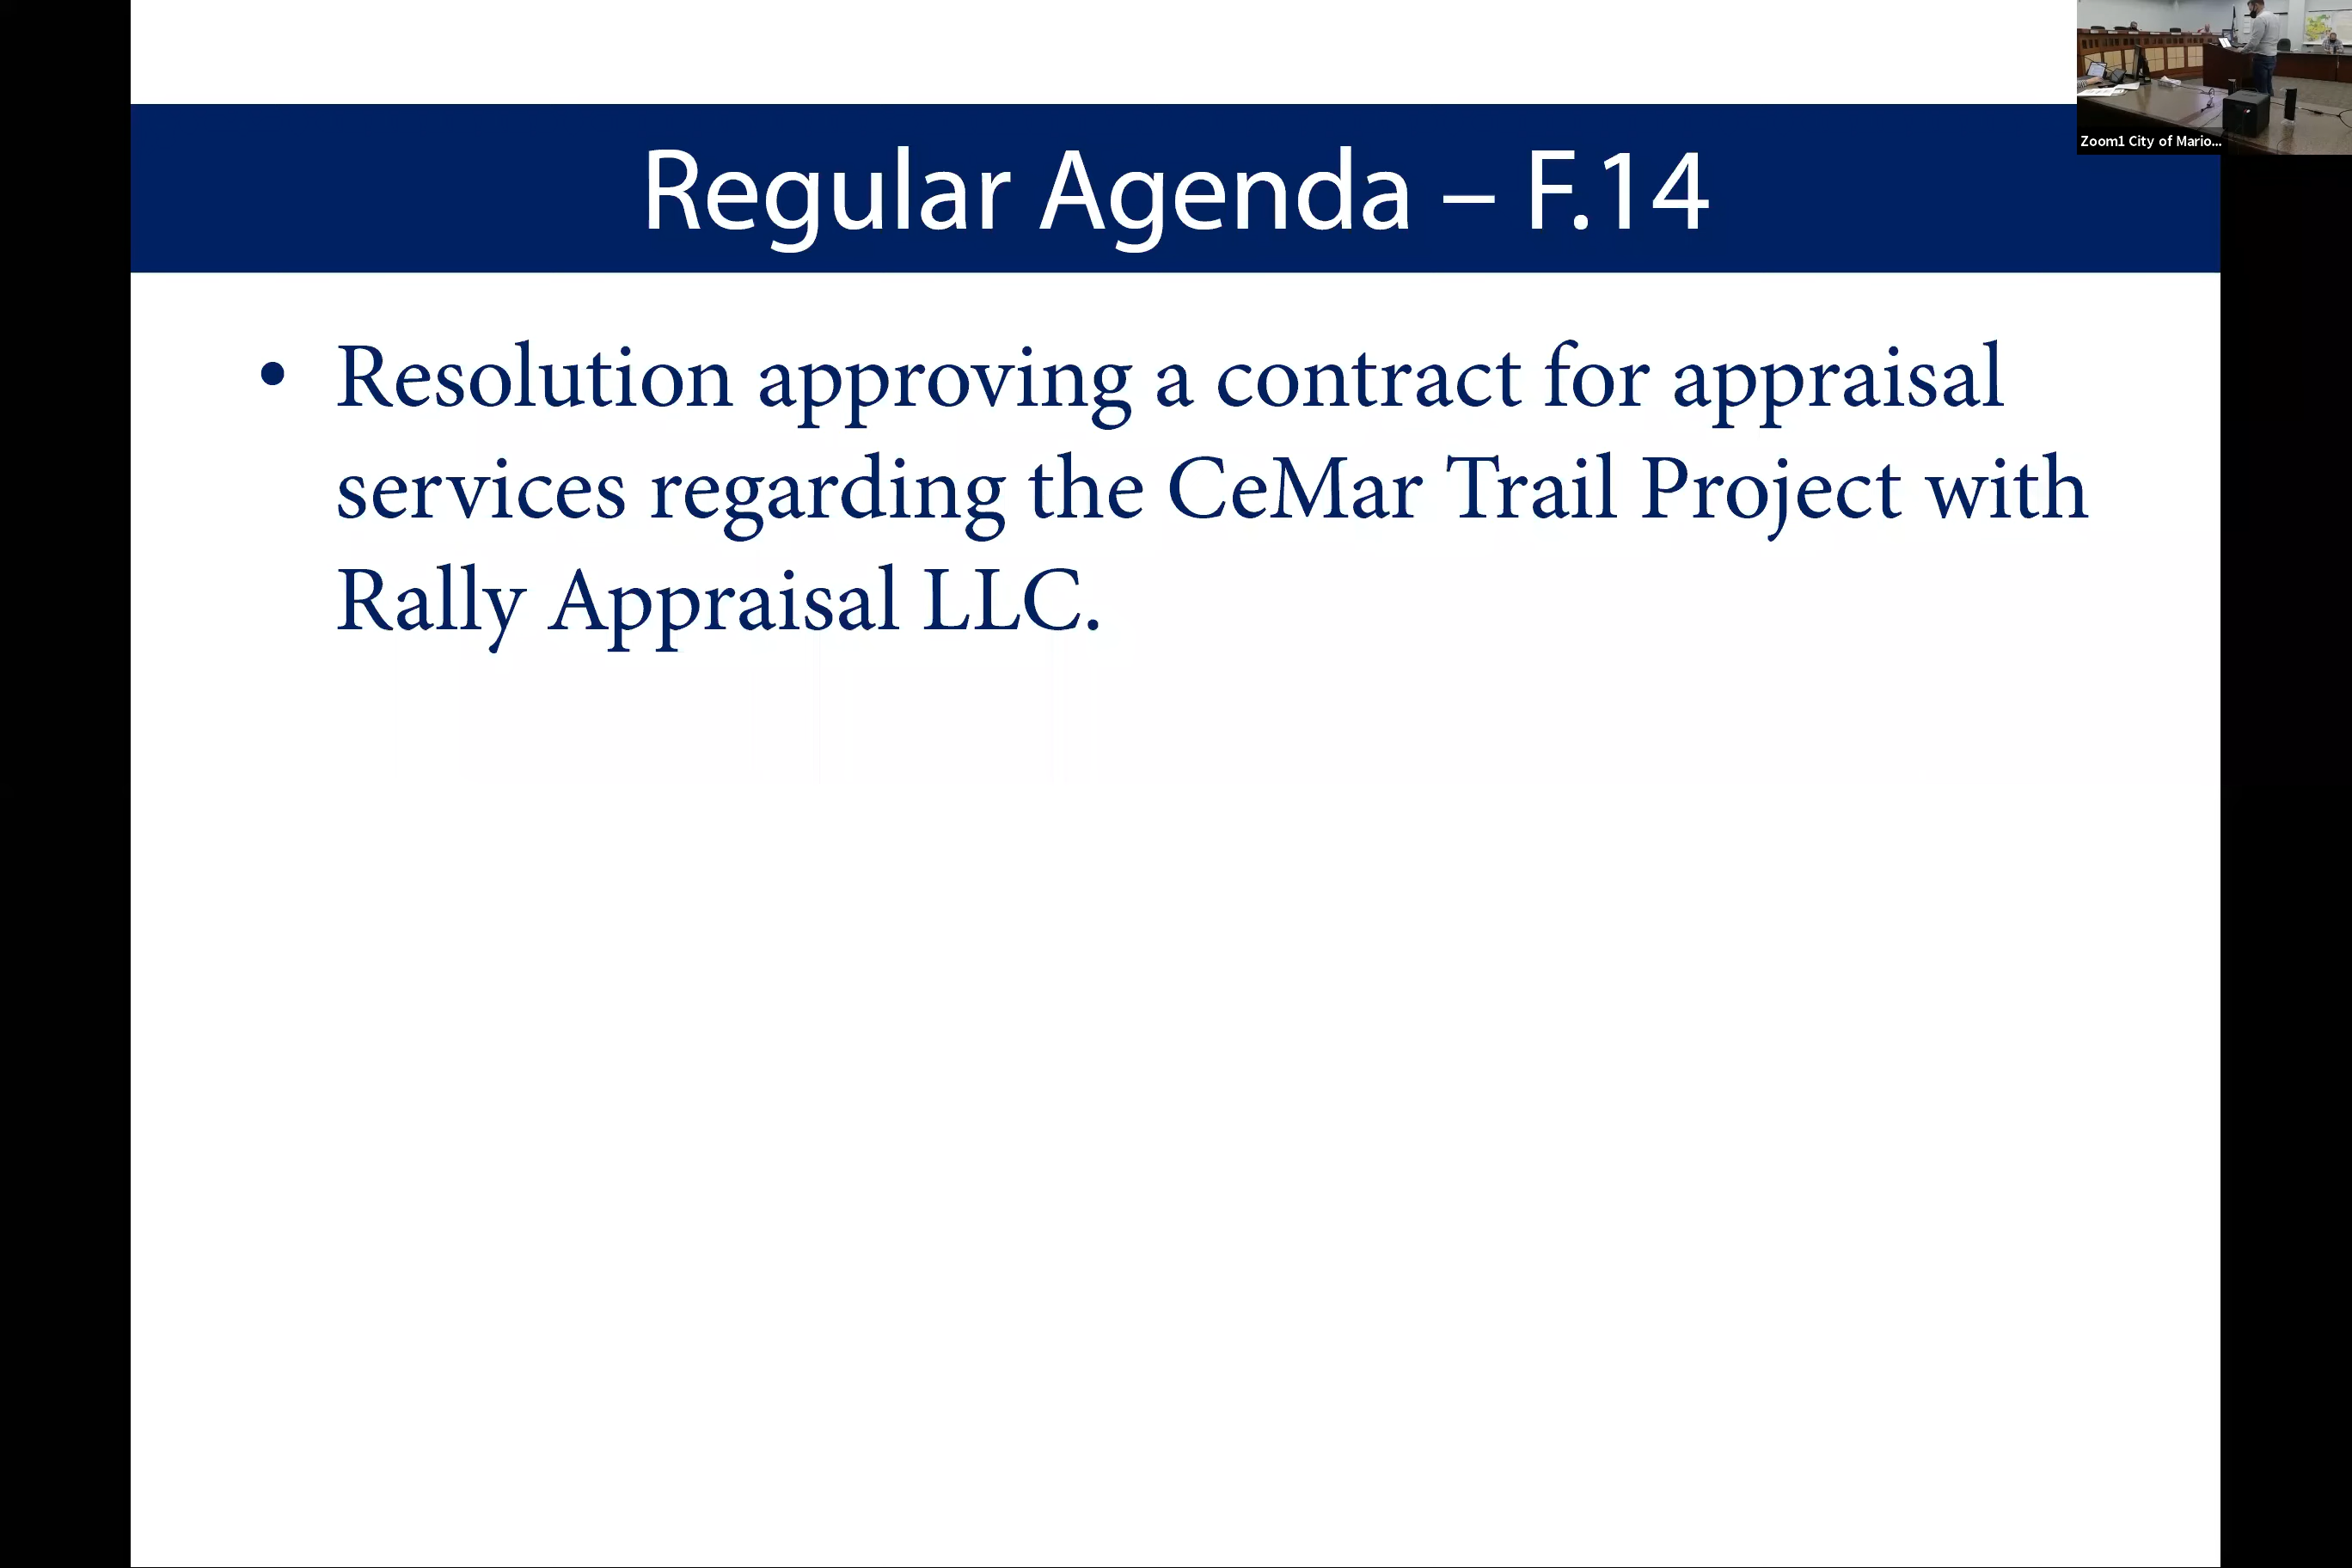 Regular Agenda – F.14
• Resolution approving a contract for appraisal
services regarding the CeMar Trail Project with
Rally Appraisal LLC.
Zoom1 City of Mario...